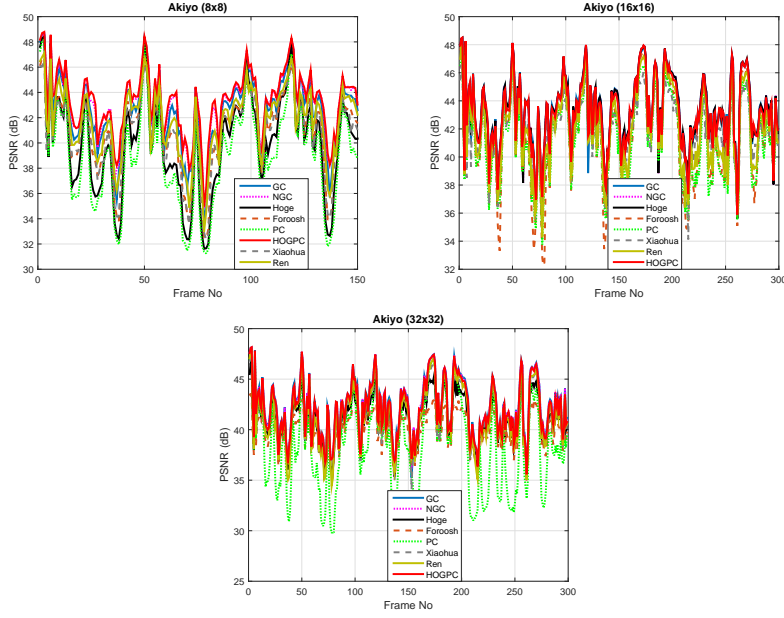 Akiyo (8x8)
PSNR (dB)
50
48
46
44
42
40
38
36
34
32
30
GC
NGC
Hoge
Foroosh
PC
HOGPC
Xiaohua
Ren
0 50 100 150
Frame No
Akiyo (16x16)
PSNR (dB)
50
48
46
44
42
40
38
36
34
32
GC
NGC
Hoge
Foroosh
PC
Xiaohua
Ren
HOGPC
0 50 100 150 200 250 300
Frame No
Akiyo (32x32)
PSNR (dB)
50
45
40
35
30
25
GC
NGC
Hoge
Foroosh
PC
Xiaohua
Ren
HOGPC
0 50 100 150 200 250 300
Frame No